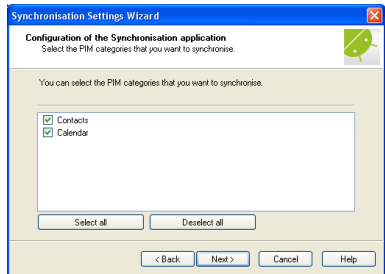 Synchronisation Settings Wizard
Configuration of the Synchronisation application
Select the PIM categories that you want to synchronise.
You can select the PIM categories that you want to synchronise.
Contacts
Calendar
Select all
Deselect all
< Back
Next >
Cancel
Help